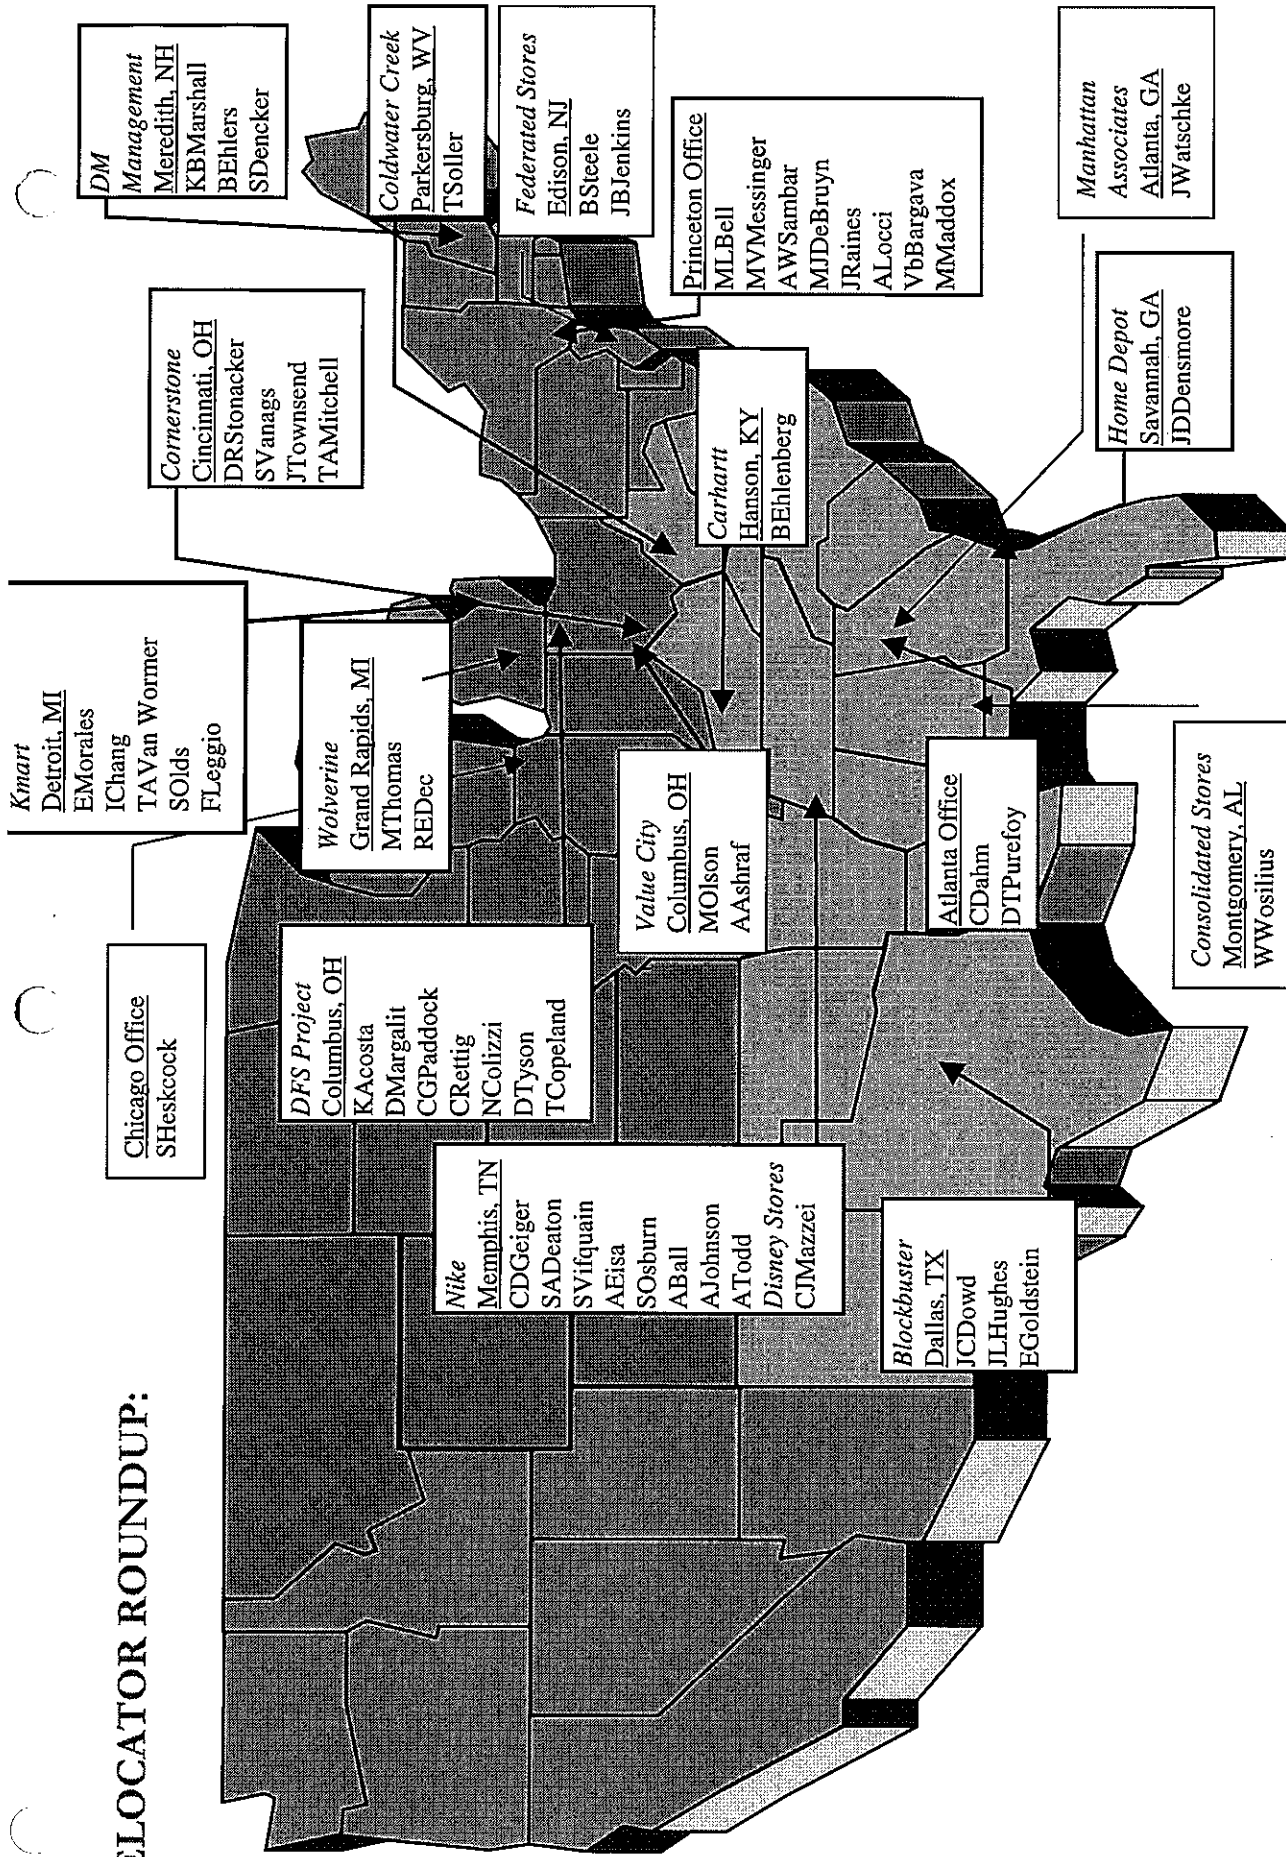 ELOCATOR ROUNDUP:
Chicago Office
SHeskcock
Kmart
Detroit, MI
EMorales
IChang
TAVan Wormer
SOlds
FLeggio
Cornerstone
Cincinnati, OH
DRStonacker
SVanags
JTownsend
TAMitchell
DM
Management
Meredith, NH
KBMarshall
BEhlers
SDencker
Wolverine
Grand Rapids, MI
MThomas
REDec
Coldwater Creek
Parkersburg, WV
TSoller
DFS Project
Columbus, OH
KAcosta
DMargalit
CGPaddock
CRettig
NColizzi
DTyson
TCopeland
Federated Stores
Edison, NJ
BSteele
JBJenkins
Nike
Memphis, TN
CDGeiger
SADeaton
SVifquain
AEisa
SOsburn
ABall
AJohnson
ATodd
Disney Stores
CJMazzei
Value City
Columbus, OH
MOlson
AAshraf
Carhartt
Hanson, KY
BEhlenberg
Princeton Office
MLBell
MVMessinger
AWSambar
MJDeBruyn
JRaines
ALocci
VbBargava
MMaddox
Blockbuster
Dallas, TX
JCDowd
JLHughes
EGoldstein
Atlanta Office
CDahm
DTPurefoy
Home Depot
Savannah, GA
JDDensmore
Manhattan
Associates
Atlanta, GA
JWatschke
Consolidated Stores
Montgomery, AL
WWosilius